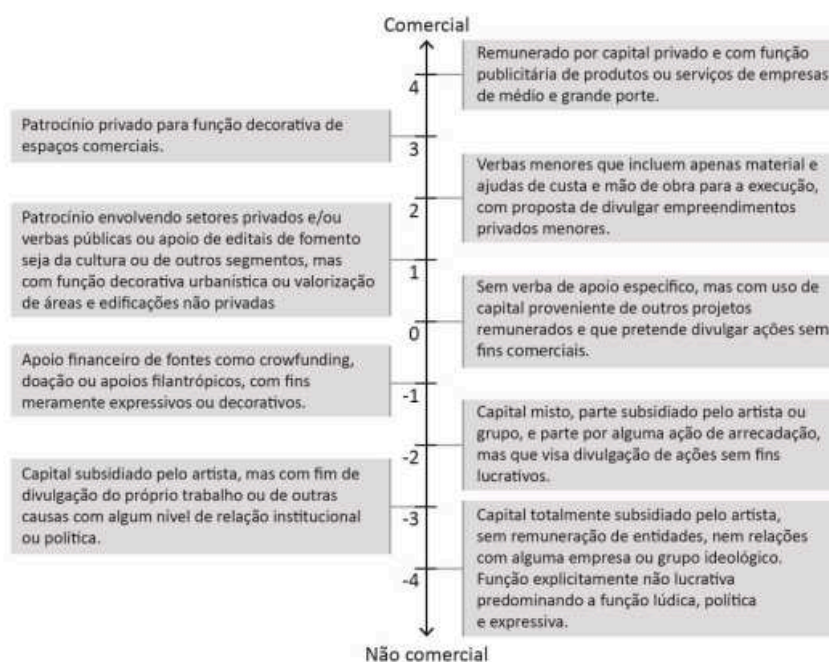 Comercial
Remunerado por capital privado e com função
publicitária de produtos ou serviços de empresas
de médio e grande porte.
4
Patrocínio privado para função decorativa de
espaços comerciais.
3
Verbas menores que incluem apenas material e
ajudas de custa e mão de obra para a execução,
com proposta de divulgar empreendimentos
privados menores.
2
Patrocínio envolvendo setores privados e/ou
verbas públicas ou apoio de editais de fomento
seja da cultura ou de outros segmentos, mas
com função decorativa urbanística ou valorização
de áreas e edificações não privadas
1
Sem verba de apoio específico, mas com uso de
capital proveniente de outros projetos
remunerados e que pretende divulgar ações sem
fins comerciais.
0
Apoio financeiro de fontes como crowfunding,
doação ou apoios filantrópicos, com fins
meramente expressivos ou decorativos.
-1
Capital misto, parte subsidiado pelo artista ou
grupo, e parte por alguma ação de arrecadação,
mas que visa divulgação de ações sem fins
lucrativos.
-2
Capital subsidiado pelo artista, mas com fim de
divulgação do próprio trabalho ou de outras
causas com algum nível de relação institucional
ou política.
-3
Capital totalmente subsidiado pelo artista,
sem remuneração de entidades, nem relações
com alguma empresa ou grupo ideológico.
Função explicitamente não lucrativa
predominando a função lúdica, política
e expressiva.
-4
Não comercial